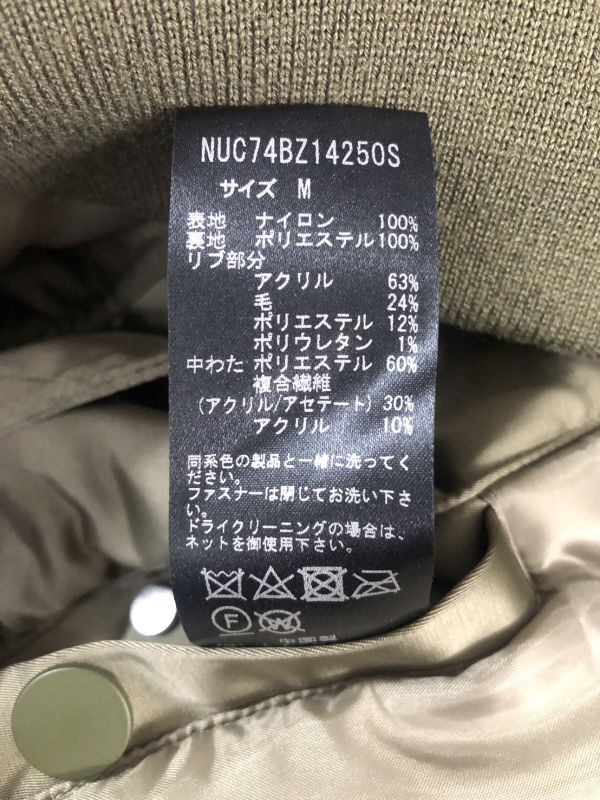 NUC74BZ14250S
サイズ M
表地 ナイロン 100%
裏地 ポリエステル100%
リブ部分
アクリル 63%
毛 24%
ポリエステル 12%
ポリウレタン 1%
中わた ポリエステル 60%
複合繊維
(アクリル/アセテート)30%
アクリル 10%
同系色の製品と一緒に洗ってく
ださい。
ファスナーは閉じてお洗い下さ
い。
ドライクリーニングの場合は、
ネットを御使用下さい。
F
W
中国製